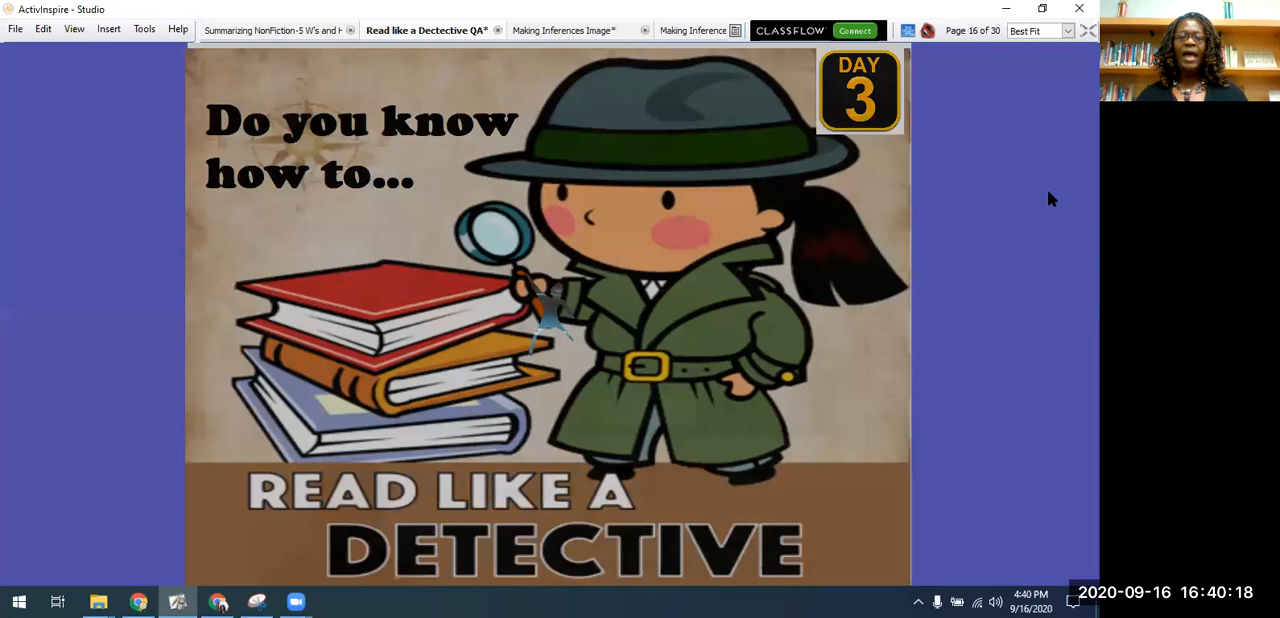 ActivInspire - Studio
File Edit View Insert Tools Help
Summarizing NonFiction-5 W's and H
Read like a Dectective QA*
Making Inferences Image*
Making Inference
CLASSFLOW Connect
Page 16 of 30
Best Fit
DAY
3
Do you know
how to...
READ LIKE A
DETECTIVE
4:40 PM
9/16/2020
2020-09-16 16:40:18